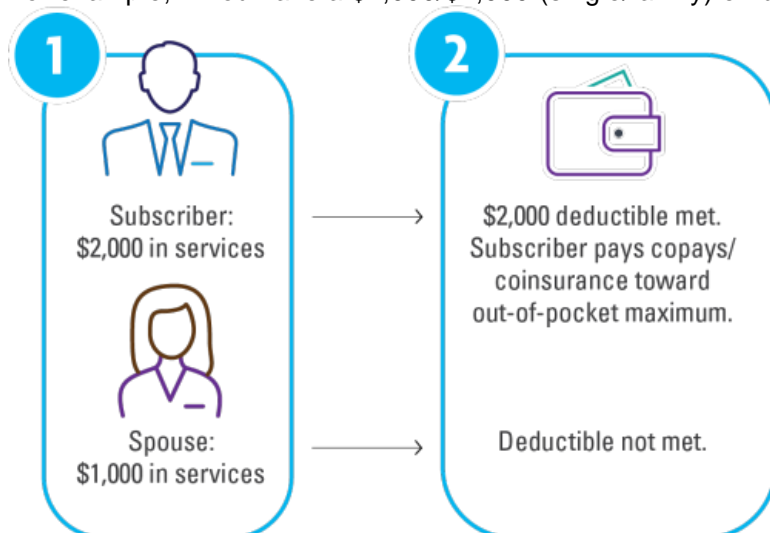 1
Subscriber:
$2,000 in services
Spouse:
$1,000 in services
2
$2,000 deductible met.
Subscriber pays copays/
coinsurance toward
out-of-pocket maximum.
Deductible not met.